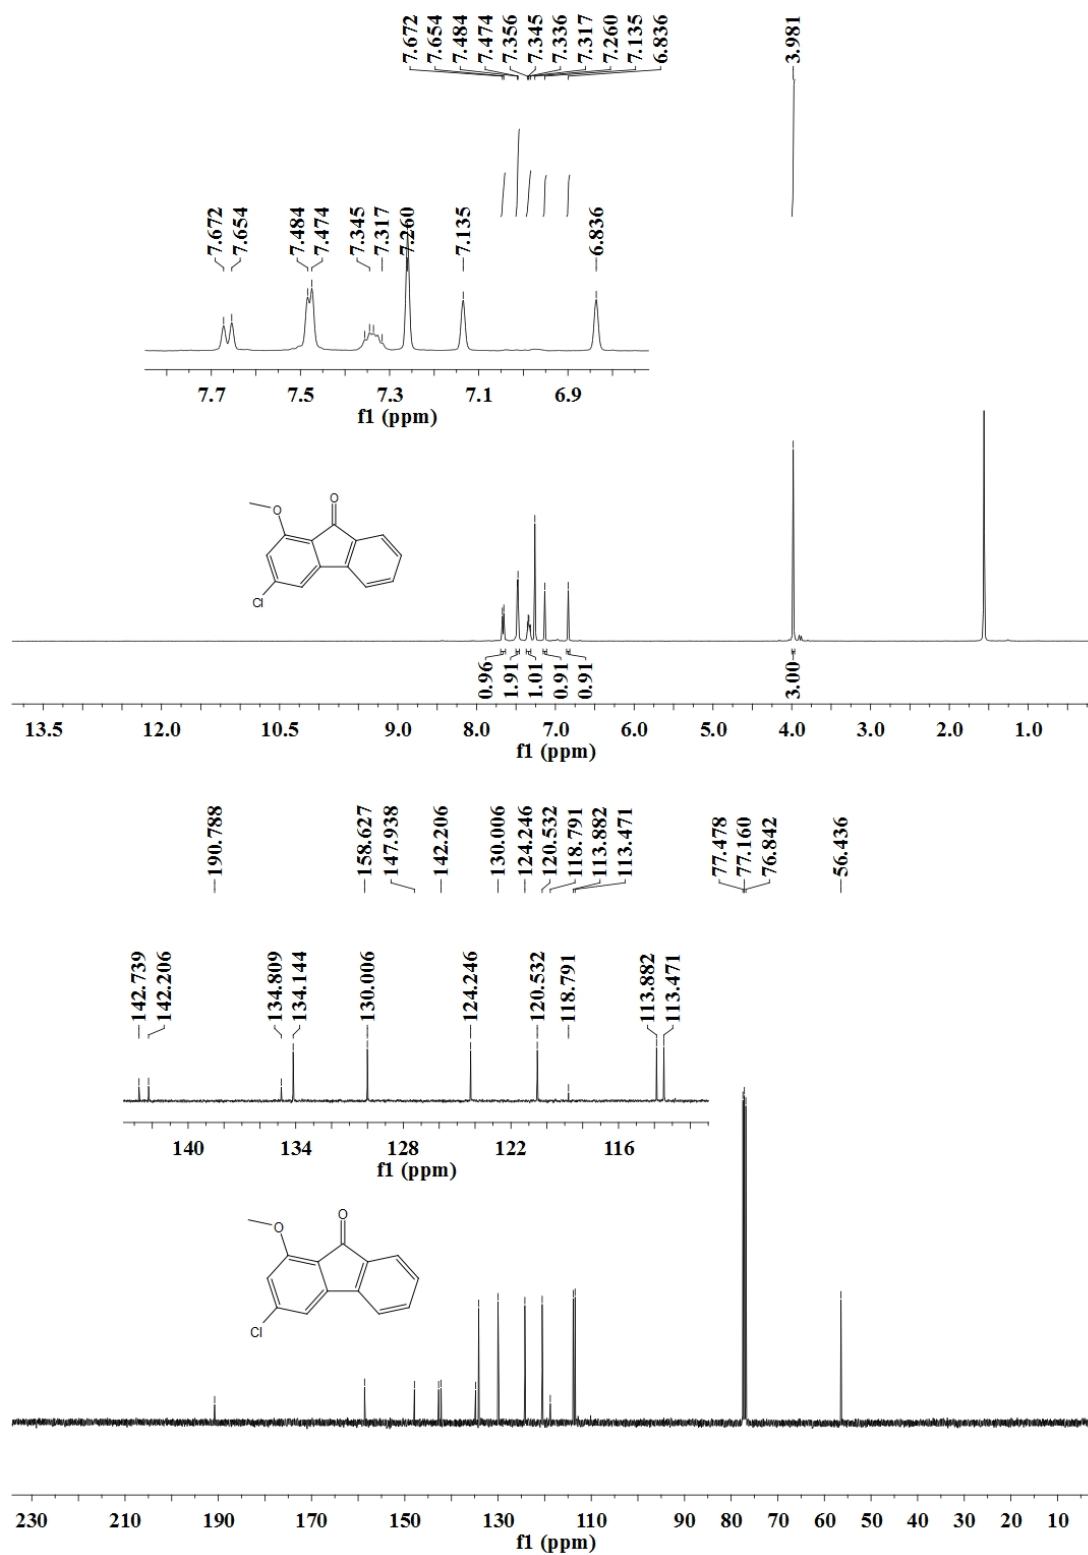 7.672 7.654 7.484 7.474 7.356 7.345 7.336 7.317 7.260 7.135 6.836 3.981
7.672 7.654 7.484 7.474 7.345 7.317 7.260 7.135 6.836
7.7 7.5 7.3 7.1 6.9
f1 (ppm)
O
O
Cl
0.96 1.91 1.01 0.91 0.91 3.00
13.5 12.0 10.5 9.0 8.0 7.0 6.0 5.0 4.0 3.0 2.0 1.0
f1 (ppm)
190.788 158.627 147.938 142.206 130.006 124.246 120.532 118.791 113.882 113.471 77.478 77.160 76.842 56.436
142.739 142.206 134.809 134.144 130.006 124.246 120.532 118.791 113.882 113.471
140 134 128 122 116
f1 (ppm)
O
O
Cl
230 210 190 170 150 130 110 90 80 70 60 50 40 30 20 10
f1 (ppm)